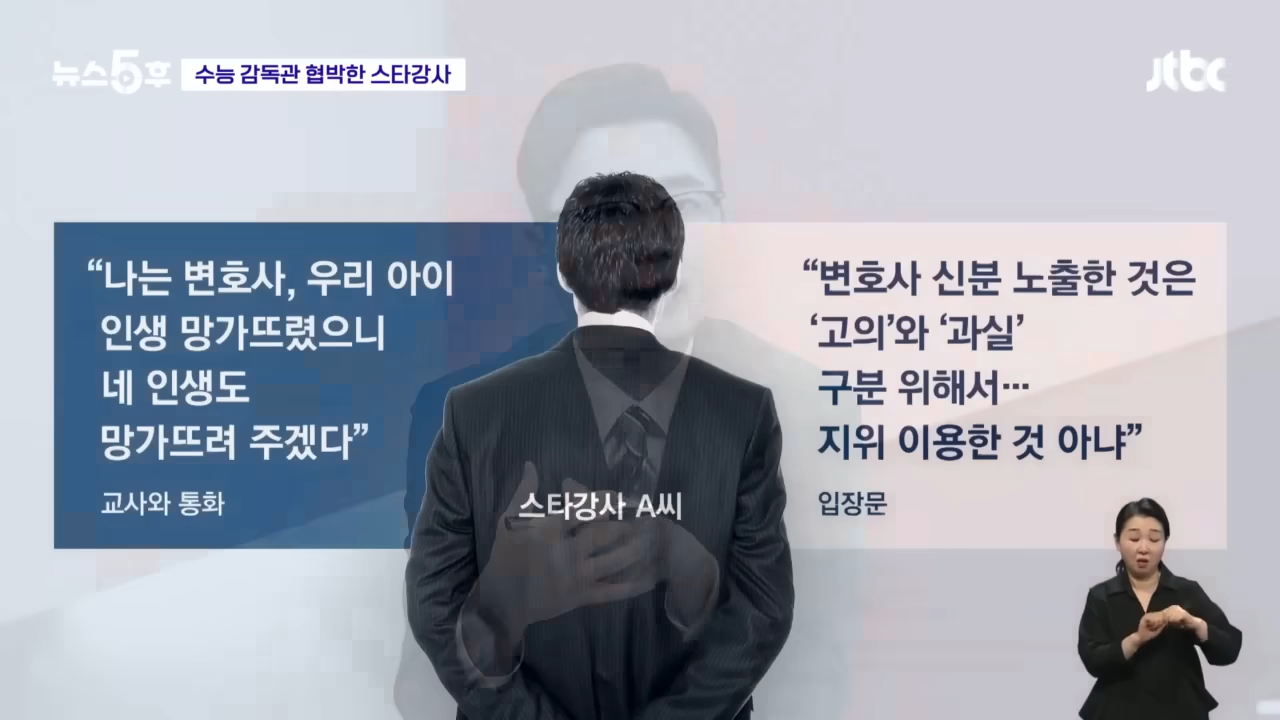 뉴스5후
수능 감독관 협박한 스타강사
jtbc
“나는 변호사, 우리 아이
인생 망가뜨렸으니
네 인생도
망가뜨려 주겠다”
교사와 통화
스타강사 A씨
“변호사 신분 노출한 것은
‘고의’와 ‘과실’
구분 위해서…
지위 이용한 것 아냐”
입장문